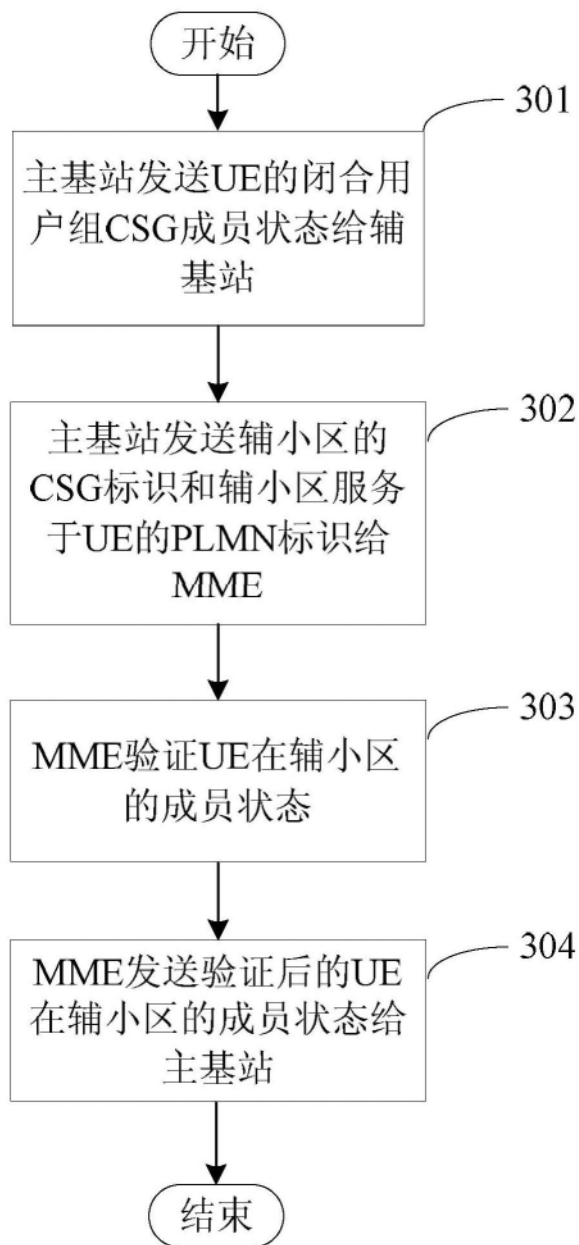 开始
301
主基站发送UE的闭合用
户组CSG成员状态给辅
基站
302
主基站发送辅小区的
CSG标识和辅小区服务
于UE的PLMN标识给
MME
303
MME验证UE在辅小区
的成员状态
304
MME发送验证后的UE
在辅小区的成员状态给
主基站
结束